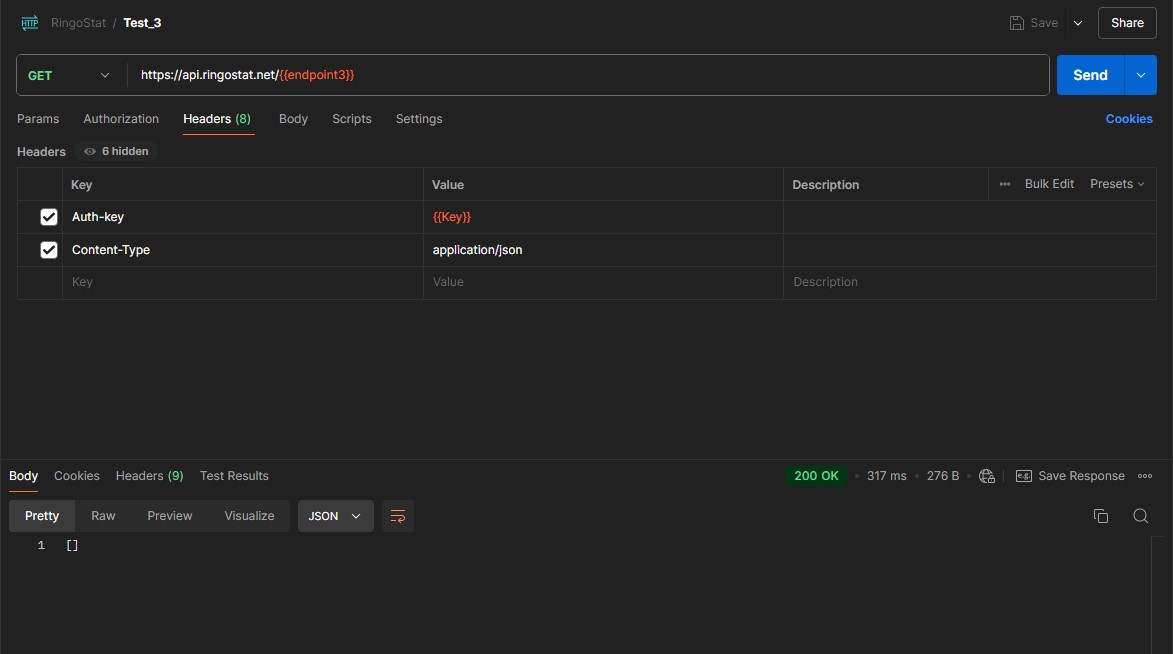 HTTP RingoStat / Test_3 Save Share
GET https://api.ringostat.net/{{endpoint3}} Send
Params Authorization Headers (8) Body Scripts Settings Cookies
Headers 6 hidden
Key Value Description ••• Bulk Edit Presets
Auth-key {{Key}}
Content-Type application/json
Key Value Description
Body Cookies Headers (9) Test Results 200 OK • 317 ms • 276 B • e.g. Save Response
Pretty Raw Preview Visualize JSON
1 []